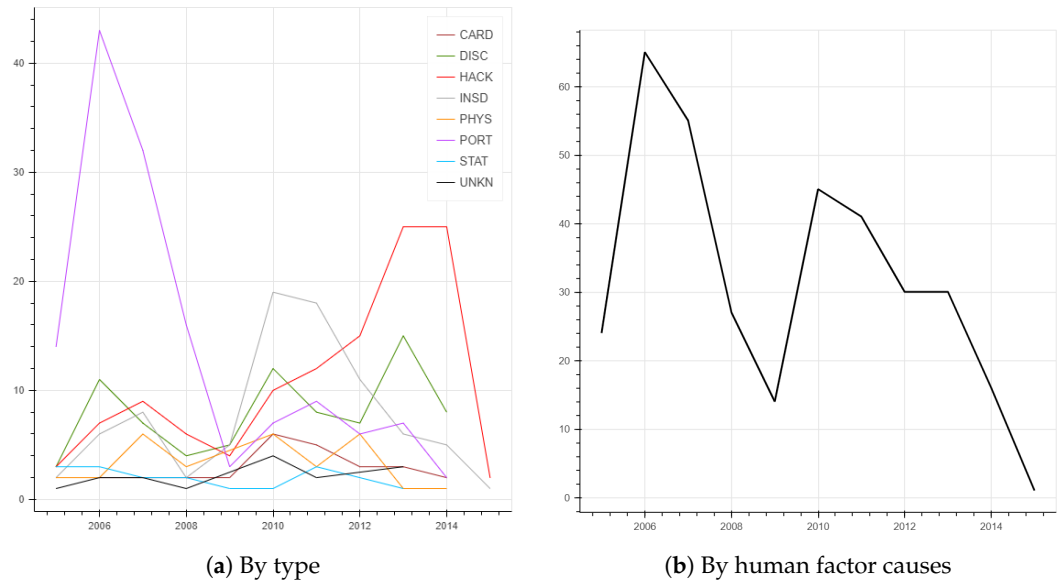 40
30
20
10
0
2006 2008 2010 2012 2014
CARD
DISC
HACK
INSD
PHYS
PORT
STAT
UNKN
(a) By type
60
50
40
30
20
10
0
2006 2008 2010 2012 2014
(b) By human factor causes